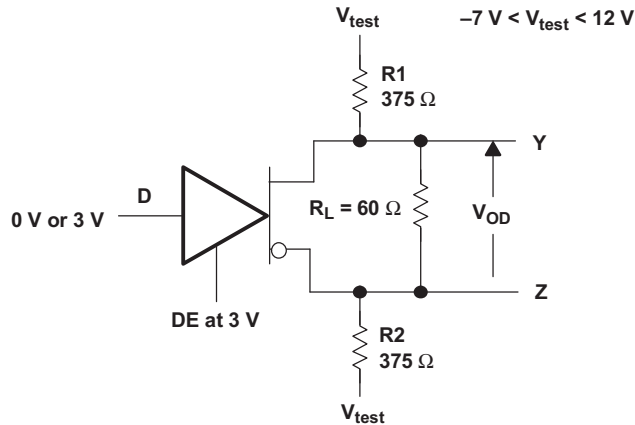 V_test
–7 V < V_test < 12 V
R1
375 Ω
Y
D
0 V or 3 V
R_L = 60 Ω
V_OD
Z
DE at 3 V
R2
375 Ω
V_test